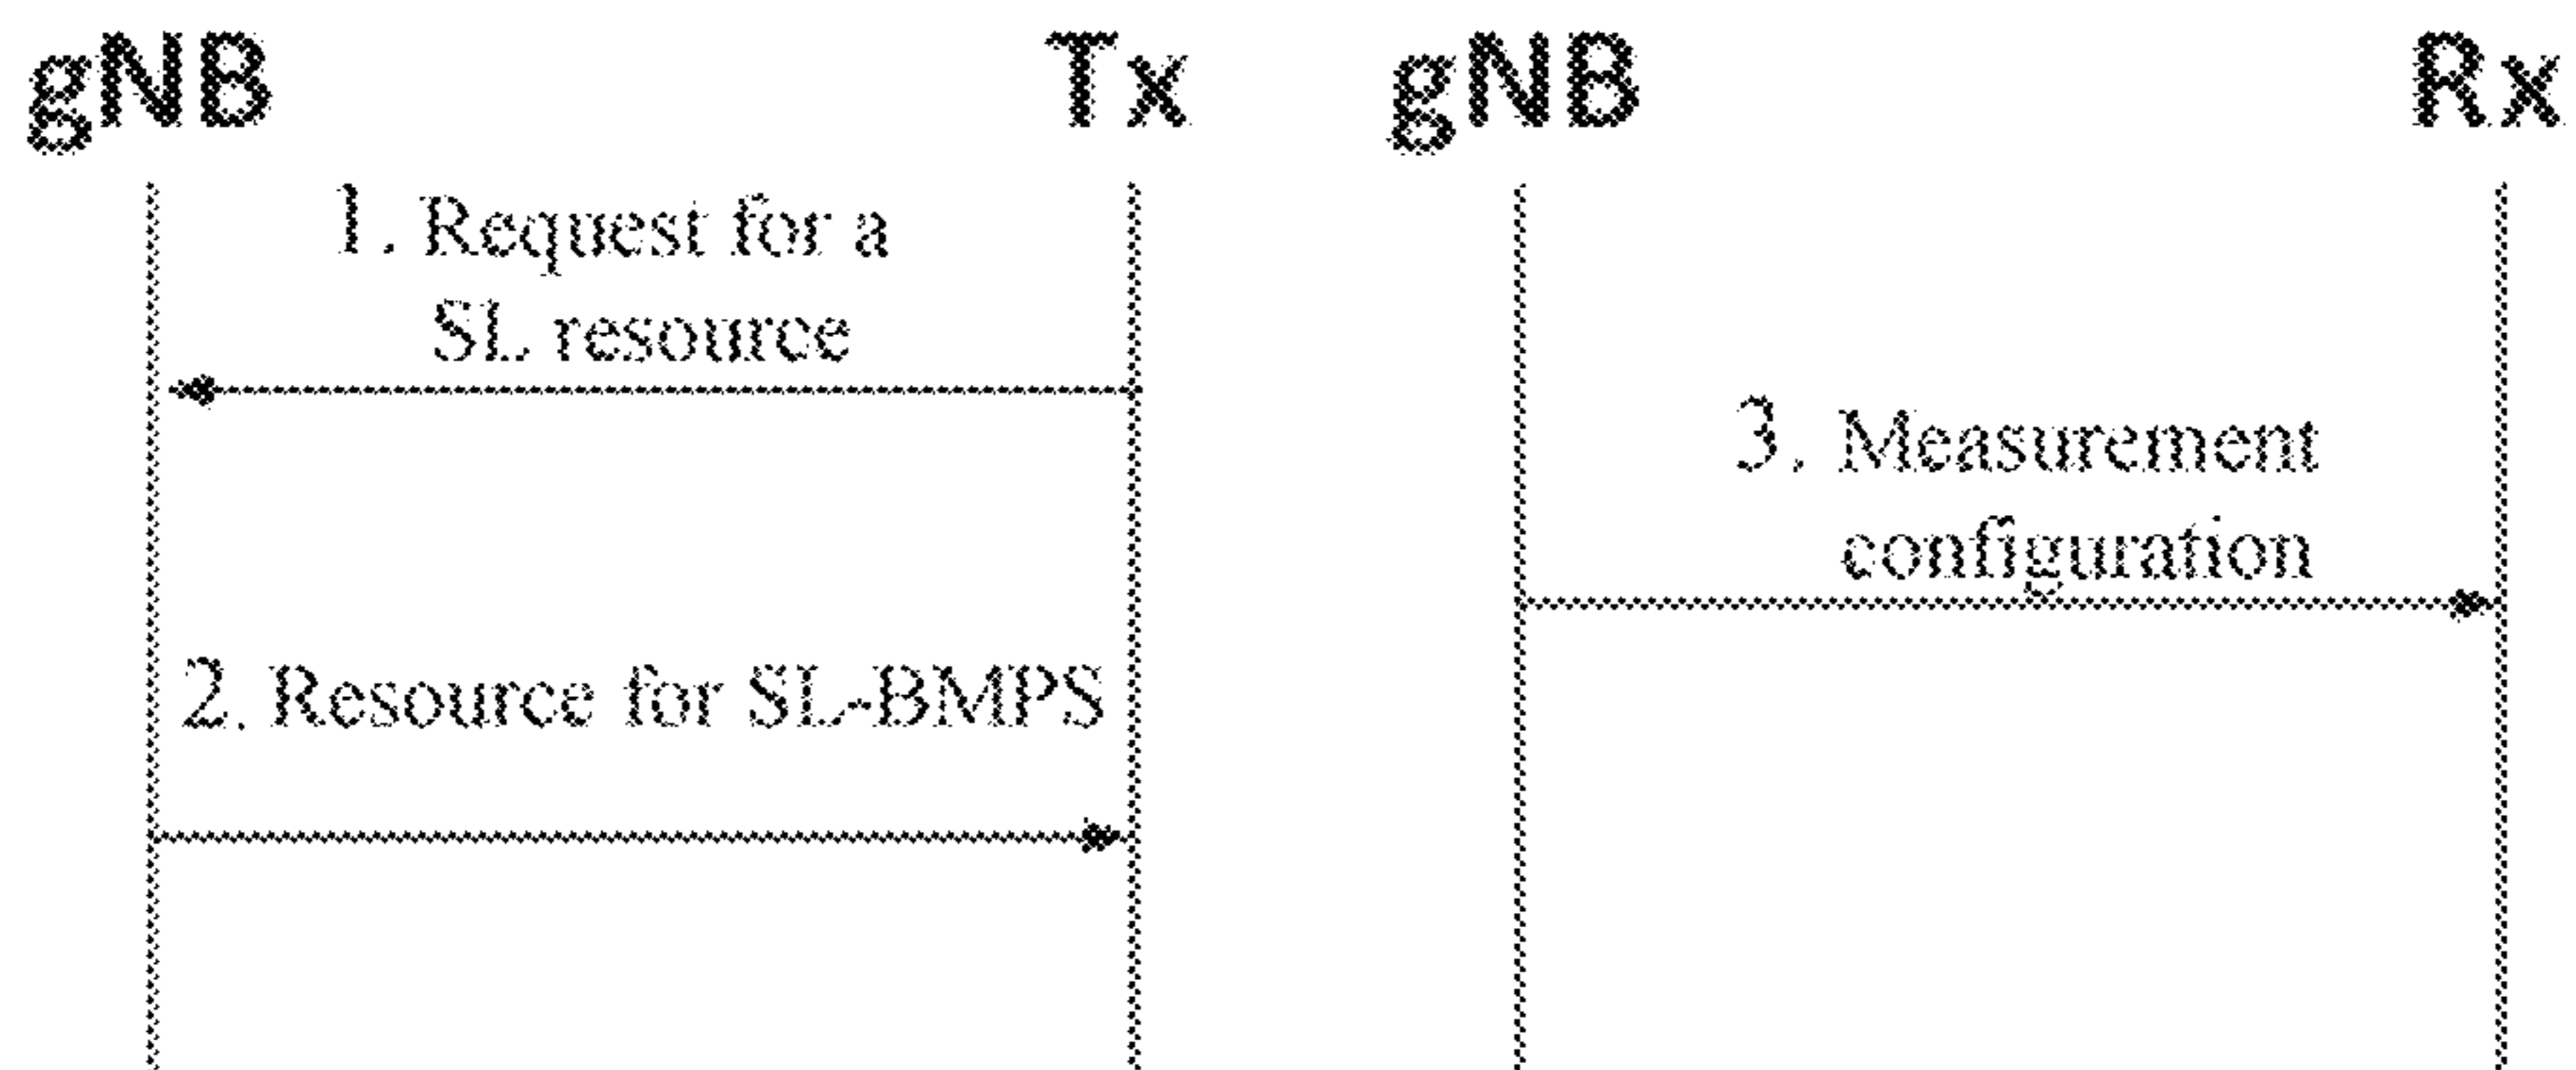 gNB Tx gNB Rx
1. Request for a
SL resource
3. Measurement
configuration
2. Resource for SL-BMPS